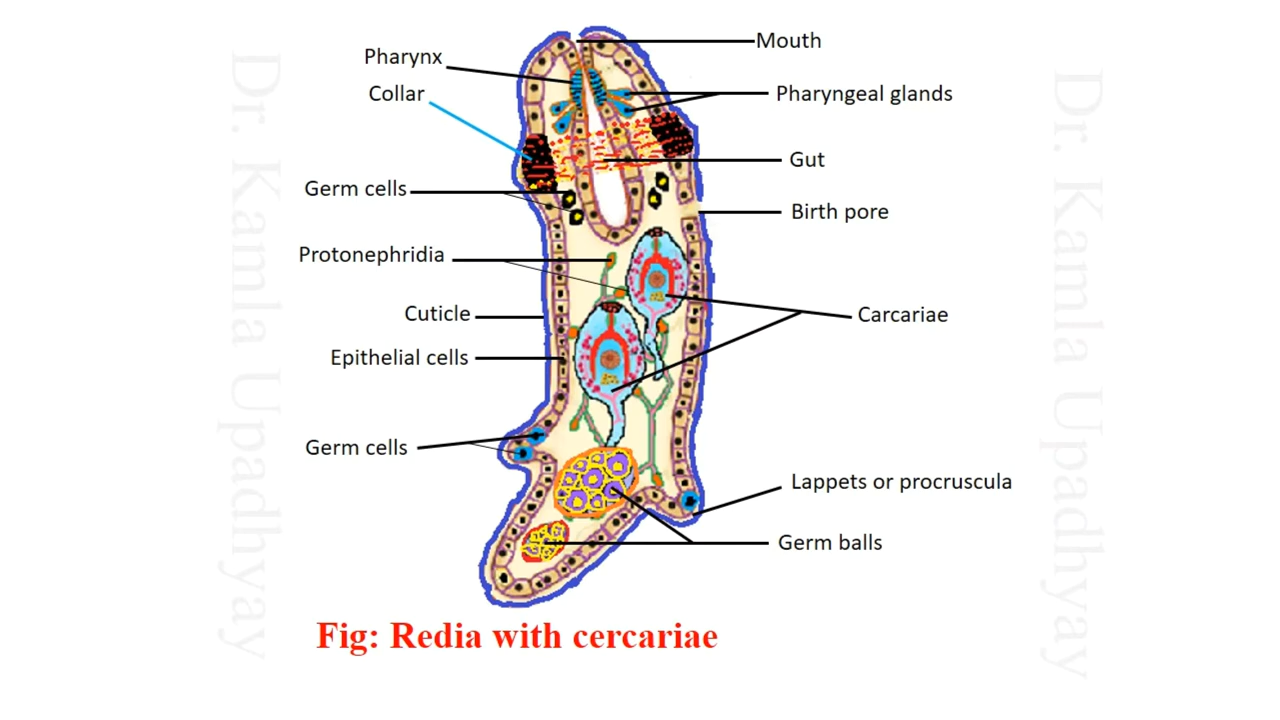 Mouth
Pharynx
Collar
Pharyngeal glands
Gut
Germ cells
Birth pore
Protonephridia
Cuticle
Carcariae
Epithelial cells
Germ cells
Lappets or procruscula
Germ balls
Fig: Redia with cercariae
Dr. Kamla Upadhyay
Dr. Kamla Upadhyay